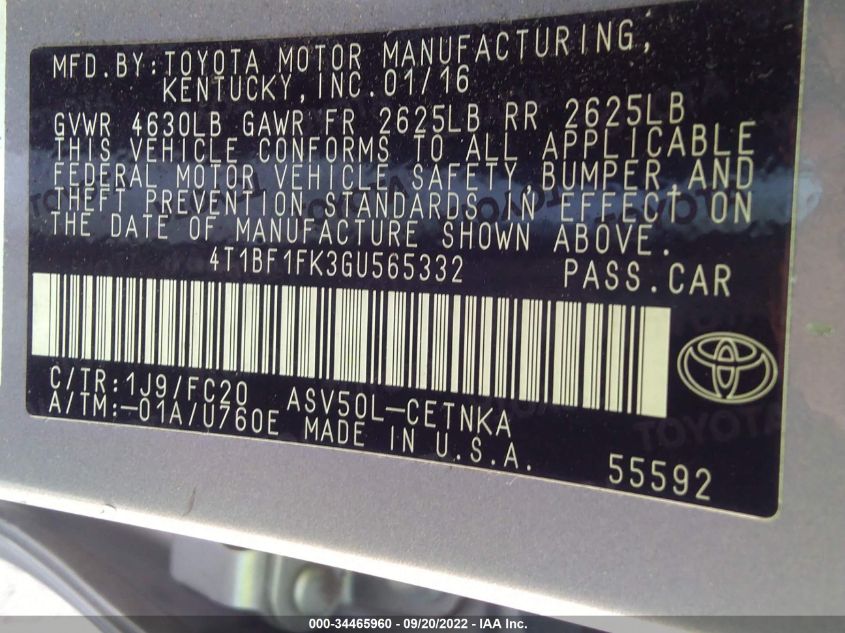 MFD.BY:TOYOTA MOTOR MANUFACTURING,
KENTUCKY,INC.01/16
GVWR 4630LB GAWR FR 2625LB RR 2625LB
THIS VEHICLE CONFORMS TO ALL APPLICABLE
FEDERAL MOTOR VEHICLE SAFETY,BUMPER,AND
THEFT PREVENTION STANDARDS IN EFFECT ON
THE DATE OF MANUFACTURE SHOWN ABOVE.
4T1BF1FK3GU565332 PASS.CAR
C/TR:1J9/FC20 ASV50L-CETNKA
A/TM:-01A/U760E MADE IN U.S.A.
55592
TOYOTA
000-34465960 - 09/20/2022 - IAA Inc.